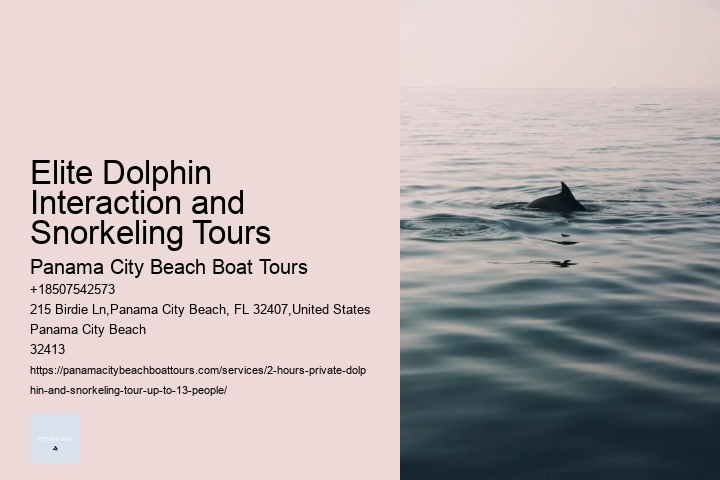 Elite Dolphin
Interaction and
Snorkeling Tours
Panama City Beach Boat Tours
+18507542573
215 Birdie Ln,Panama City Beach, FL 32407,United States
Panama City Beach
32413
https://panamacitybeachboattours.com/services/2-hours-private-dolp
hin-and-snorkeling-tour-up-to-13-people/